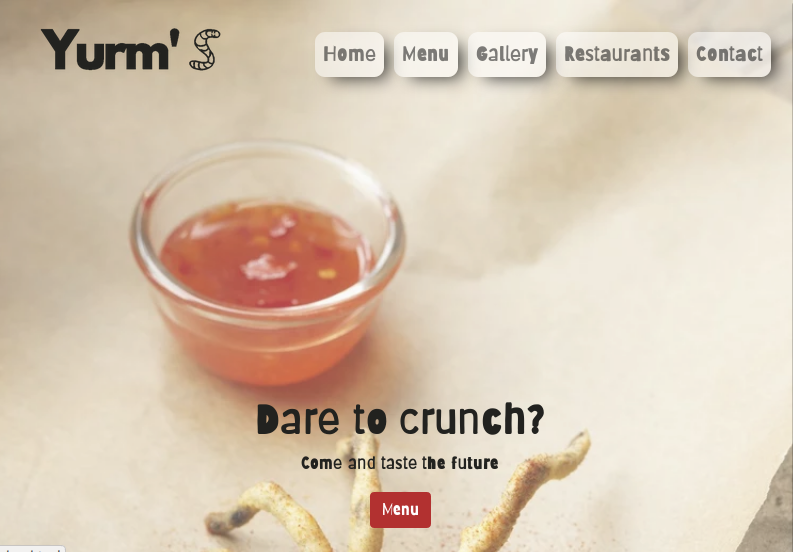 Yurm'
Home Menu Gallery Restaurants Contact
Dare to crunch?
Come and taste the future
Menu